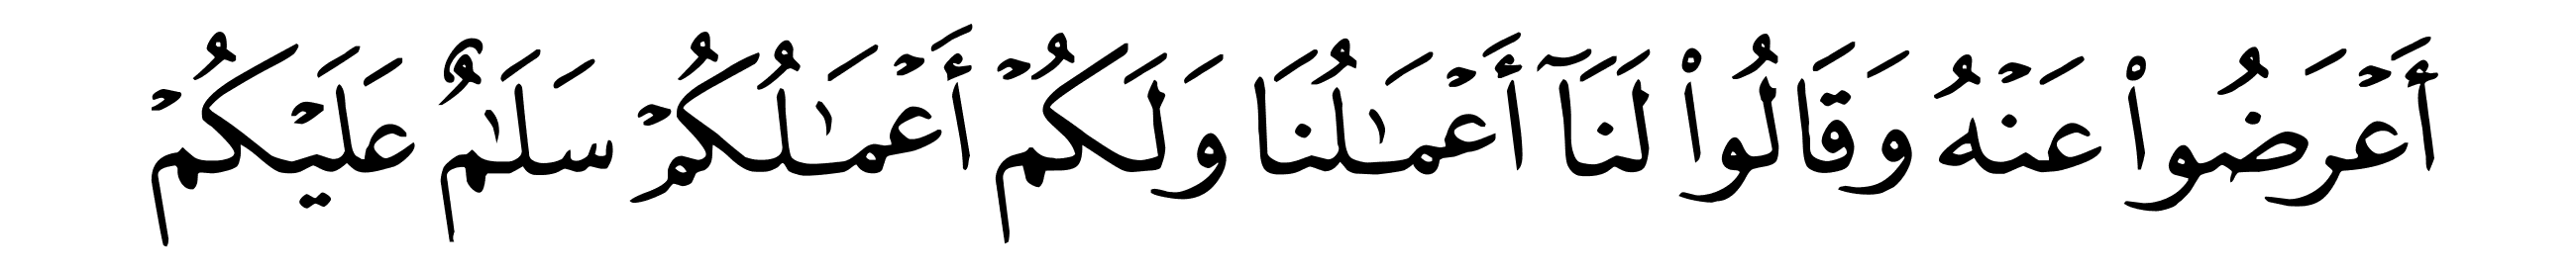 أَعۡرَضُواْ عَنۡهُ وَقَالُواْ لَنَآ أَعۡمَٰلُنَا وَلَكُمۡ أَعۡمَٰلُكُمۡ سَلَٰمٌ عَلَيۡكُمۡ